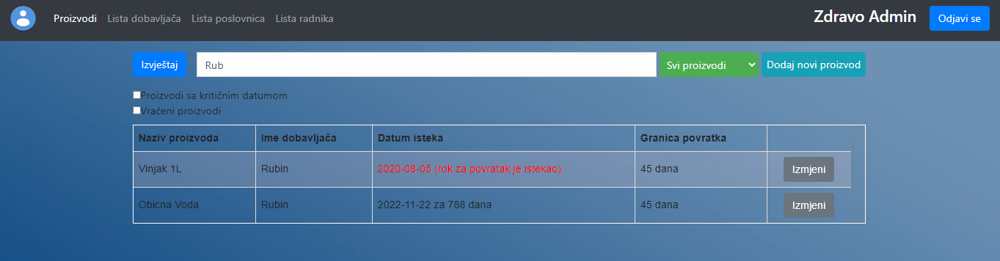 Proizvodi Lista dobavljača Lista poslovnica Lista radnika Zdravo Admin Odjavi se
Izvještaj Rub Svi proizvodi Dodaj novi proizvod
Proizvodi sa kritičnim datumom
Vraćeni proizvodi
Naziv proizvoda Ime dobavljača Datum isteka Granica povratka
Vinjak 1L Rubin 2020-08-05 (rok za povratak je istekao) 45 dana Izmjeni
Obicna Voda Rubin 2022-11-22 za 788 dana 45 dana Izmjeni